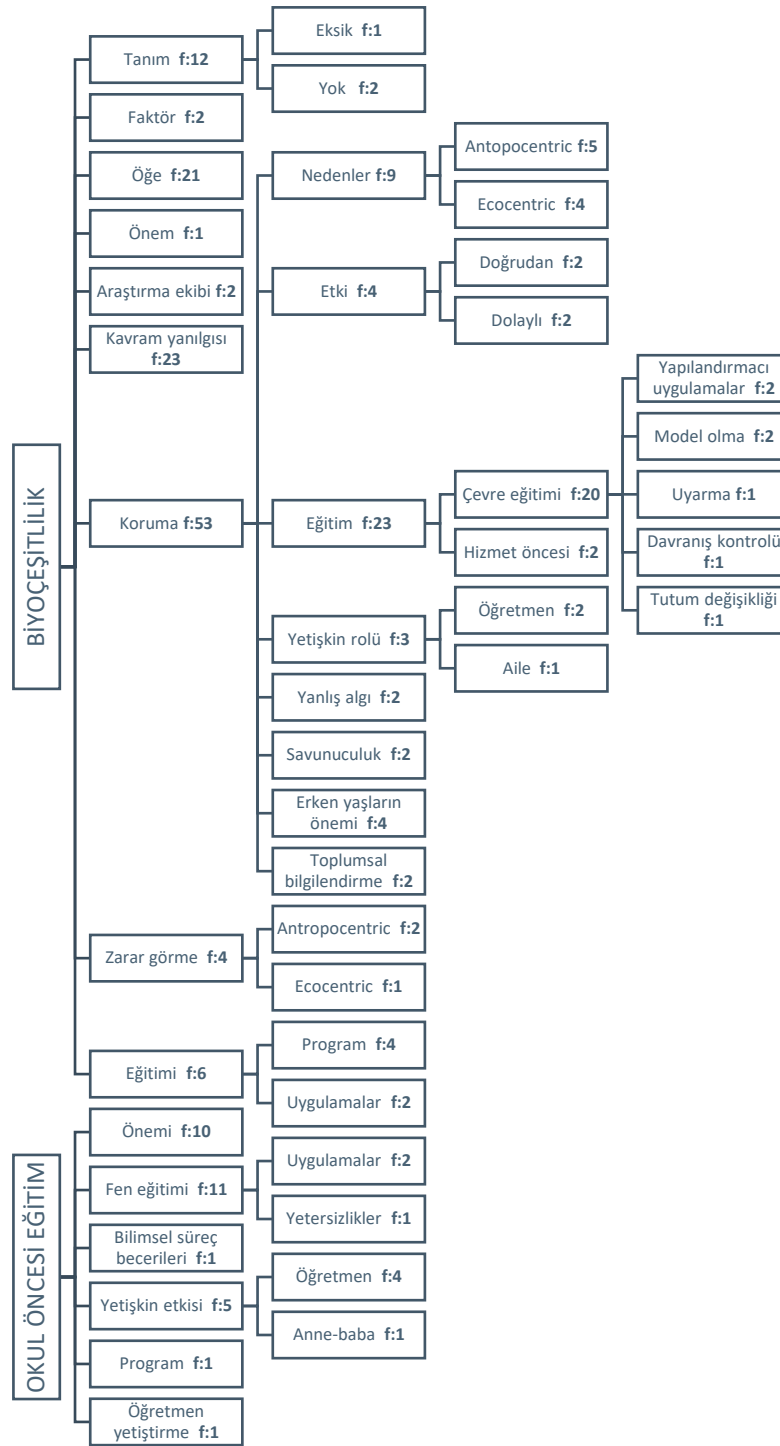 BİYOÇEŞİTLİLİK
Tanım f:12
Eksik f:1
Yok f:2
Faktör f:2
Öğe f:21
Önem f:1
Araştırma ekibi f:2
Kavram yanılgısı
f:23
Koruma f:53
Nedenler f:9
Antopocentric f:5
Ecocentric f:4
Etki f:4
Doğrudan f:2
Dolaylı f:2
Eğitim f:23
Çevre eğitimi f:20
Yapılandırmacı
uygulamalar f:2
Model olma f:2
Uyarma f:1
Davranış kontrolü
f:1
Tutum değişikliği
f:1
Hizmet öncesi f:2
Yetişkin rolü f:3
Öğretmen f:2
Aile f:1
Yanlış algı f:2
Savunuculuk f:2
Erken yaşların
önemi f:4
Toplumsal
bilgilendirme f:2
Zarar görme f:4
Antropocentric f:2
Ecocentric f:1
Eğitimi f:6
Program f:4
Uygulamalar f:2
OKUL ÖNCESİ EĞİTİM
Önemi f:10
Fen eğitimi f:11
Uygulamalar f:2
Yetersizlikler f:1
Bilimsel süreç
becerileri f:1
Yetişkin etkisi f:5
Öğretmen f:4
Anne-baba f:1
Program f:1
Öğretmen
yetiştirme f:1